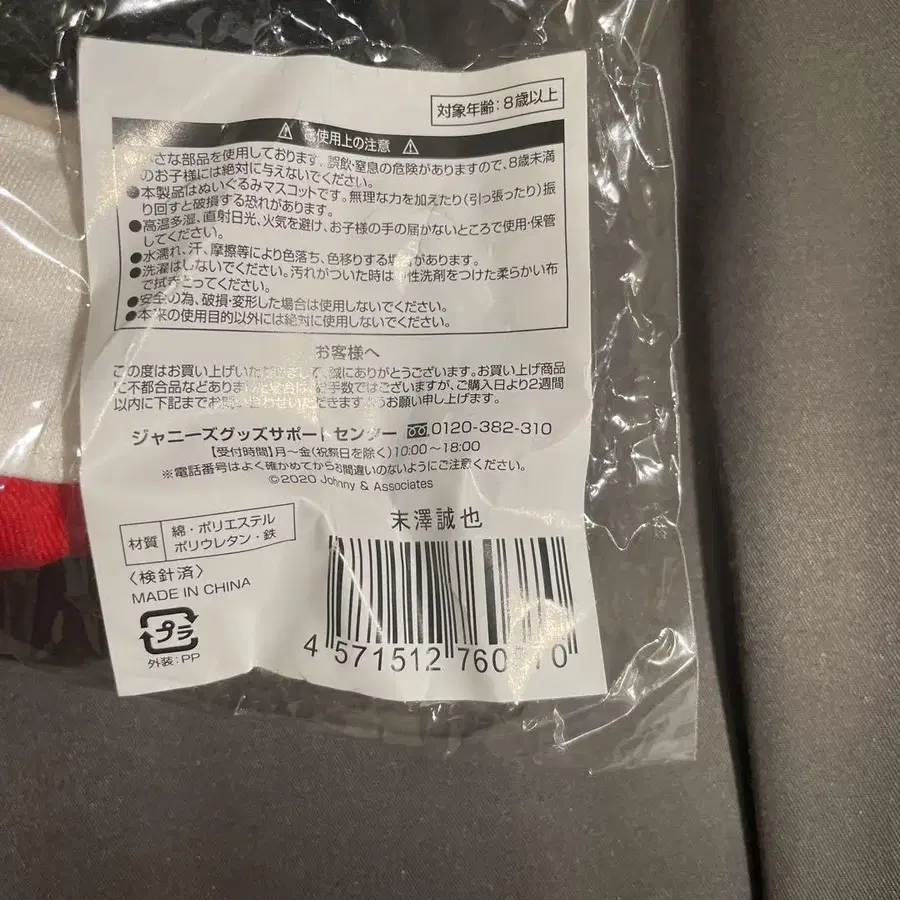 対象年齢:8歳以上
⚠ ご使用上の注意 ⚠
●小さな部品を使用しております。誤飲・窒息の危険がありますので、8歳未満
のお子様には絶対に与えないでください。
●本製品はぬいぐるみマスコットです。無理な力を加えたり(引っ張ったり)振
り回すと破損する恐れがあります。
●高温多湿、直射日光、火気を避け、お子様の手の届かないところで使用・保管
してください。
●水濡れ、汗、摩擦等により色落ち、色移りする場合があります。
●洗濯はしないでください。汚れがついた時は中性洗剤をつけた柔らかい布
で拭きとってください。
●安全の為、破損・変形した場合は使用しないでください。
●本来の使用目的以外には絶対に使用しないでください。
お客様へ
この度はお買い上げいただきまして、誠にありがとうございます。お買い上げ商品
に不都合品などありました場合は、お手数ではございますが、ご購入日より2週間
以内に下記までお問い合わせいただきますようお願い申し上げます。
ジャニーズグッズサポートセンター 0120-382-310
【受付時間】月~金(祝祭日を除く)10:00~18:00
※電話番号はよく確かめてからお間違いのないようにご注意ください。
©2020 Johnny & Associates
末澤誠也
材質 綿・ポリエステル
ポリウレタン・鉄
〈検針済〉
MADE IN CHINA
プラ
外装:PP
4 571512